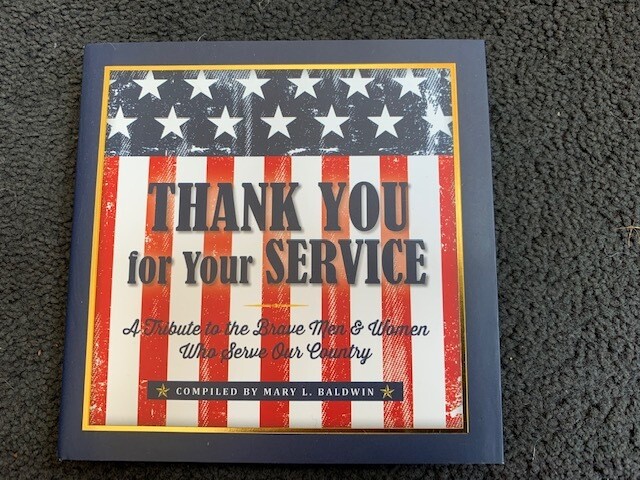 THANK YOU
for Your SERVICE
A Tribute to the Brave Men & Women
Who Serve Our Country
COMPILED BY MARY L. BALDWIN